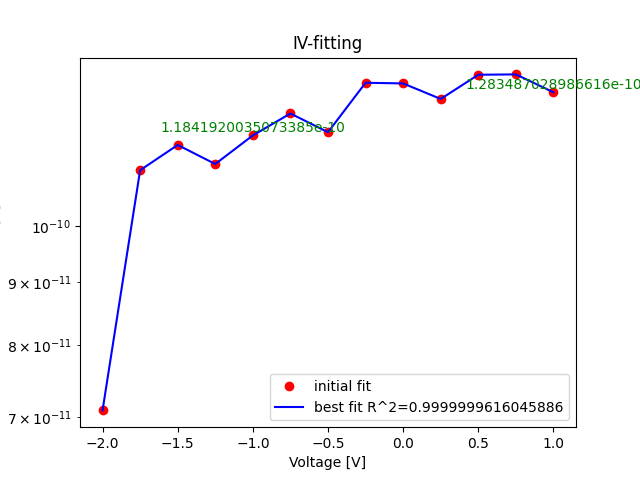 IV-fitting
1.283487028986616e-10
1.1841920035073385e-10
10⁻¹⁰
9 × 10⁻¹¹
8 × 10⁻¹¹
7 × 10⁻¹¹
initial fit
best fit R^2=0.9999999616045886
−2.0 −1.5 −1.0 −0.5 0.0 0.5 1.0
Voltage [V]